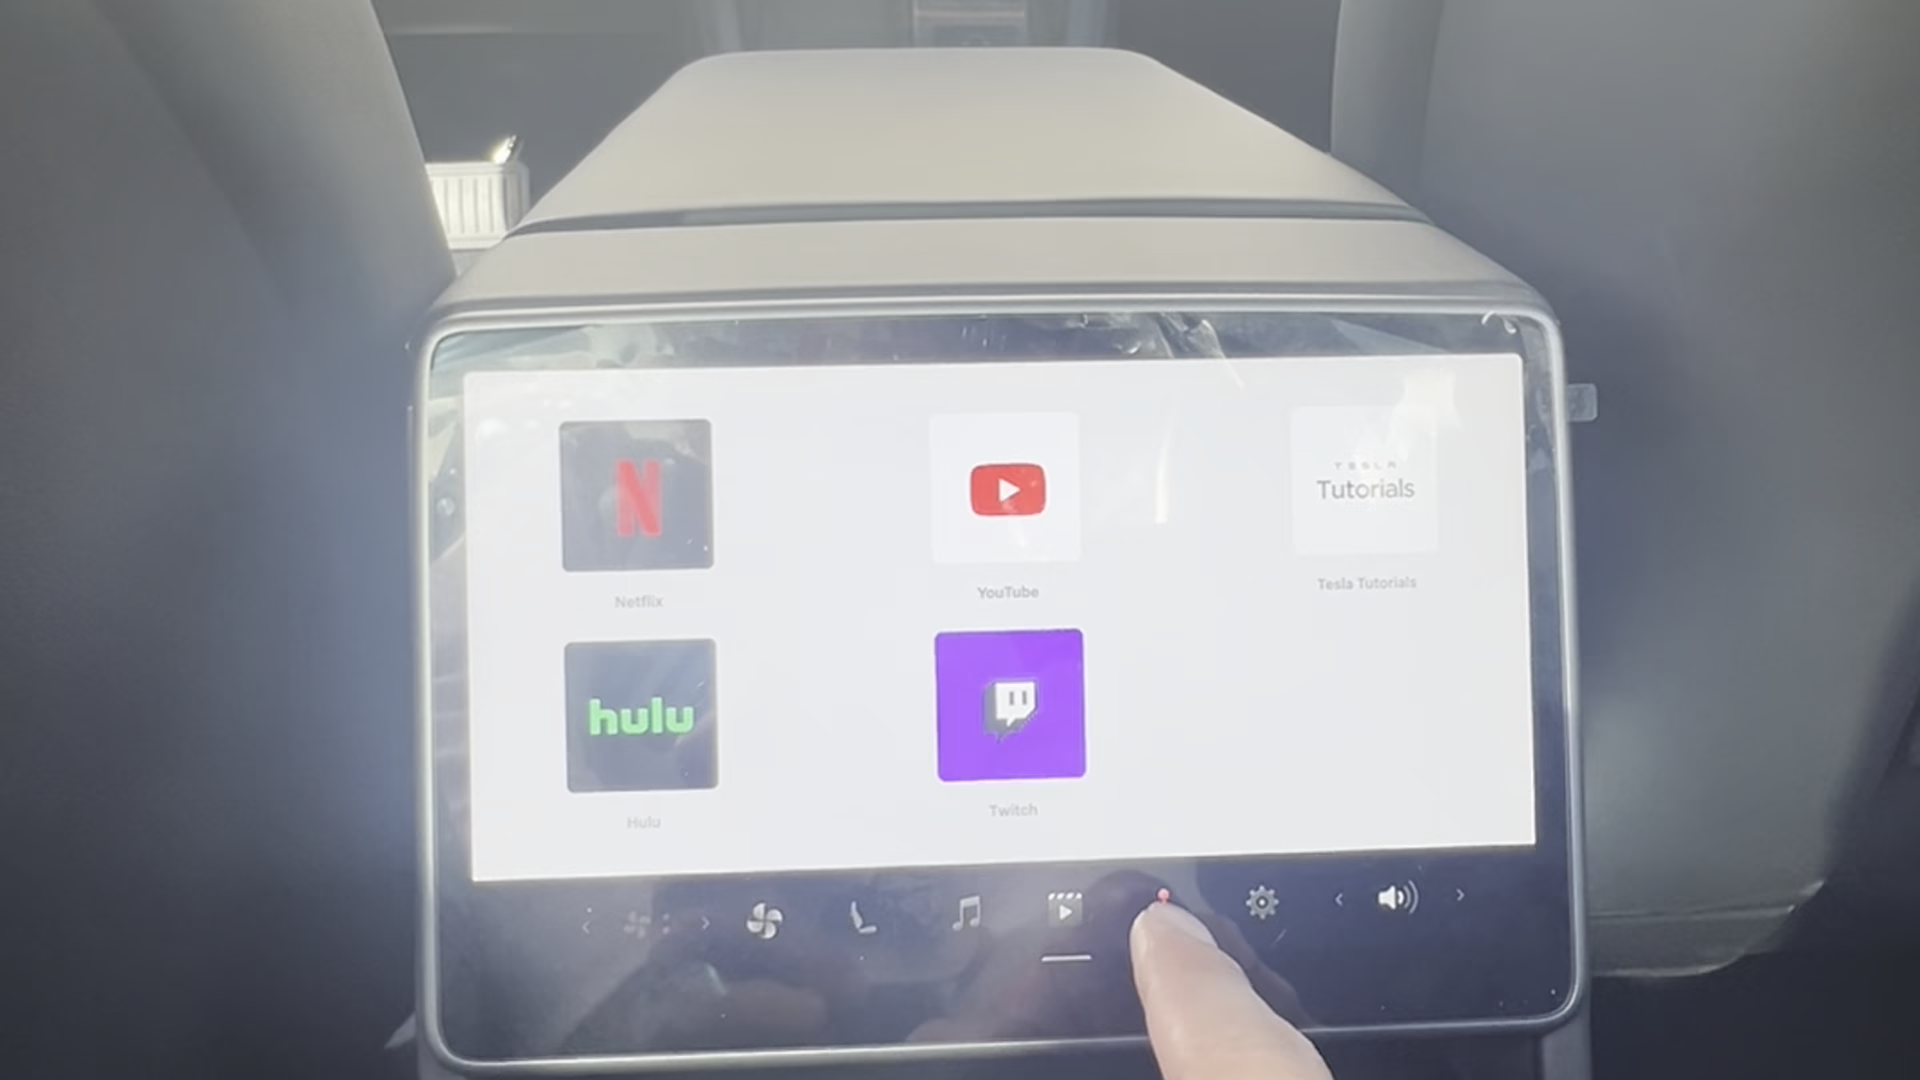 N
TESLA
Tutorials
Netflix
YouTube
Tesla Tutorials
hulu
Hulu
Twitch